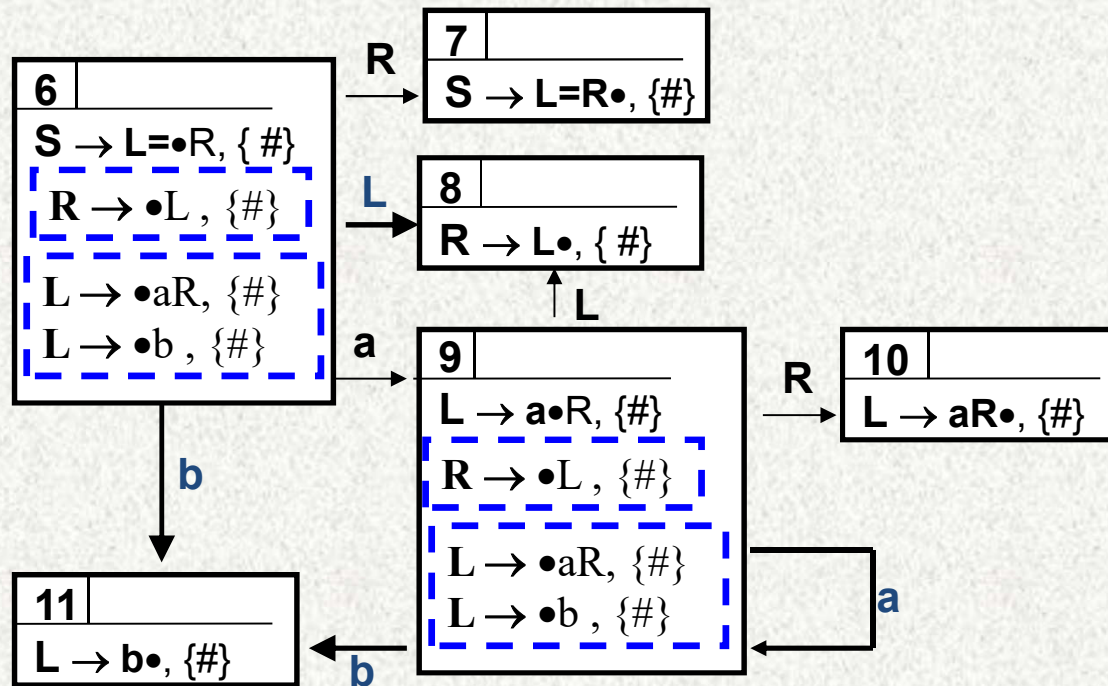 6
S → L=●R, { #}
R → ●L , {#}
L → ●aR, {#}
L → ●b , {#}
R
7
S → L=R●, {#}
L
8
R → L●, { #}
L
a
9
L → a●R, {#}
R → ●L , {#}
L → ●aR, {#}
L → ●b , {#}
R
10
L → aR●, {#}
a
b
b
11
L → b●, {#}